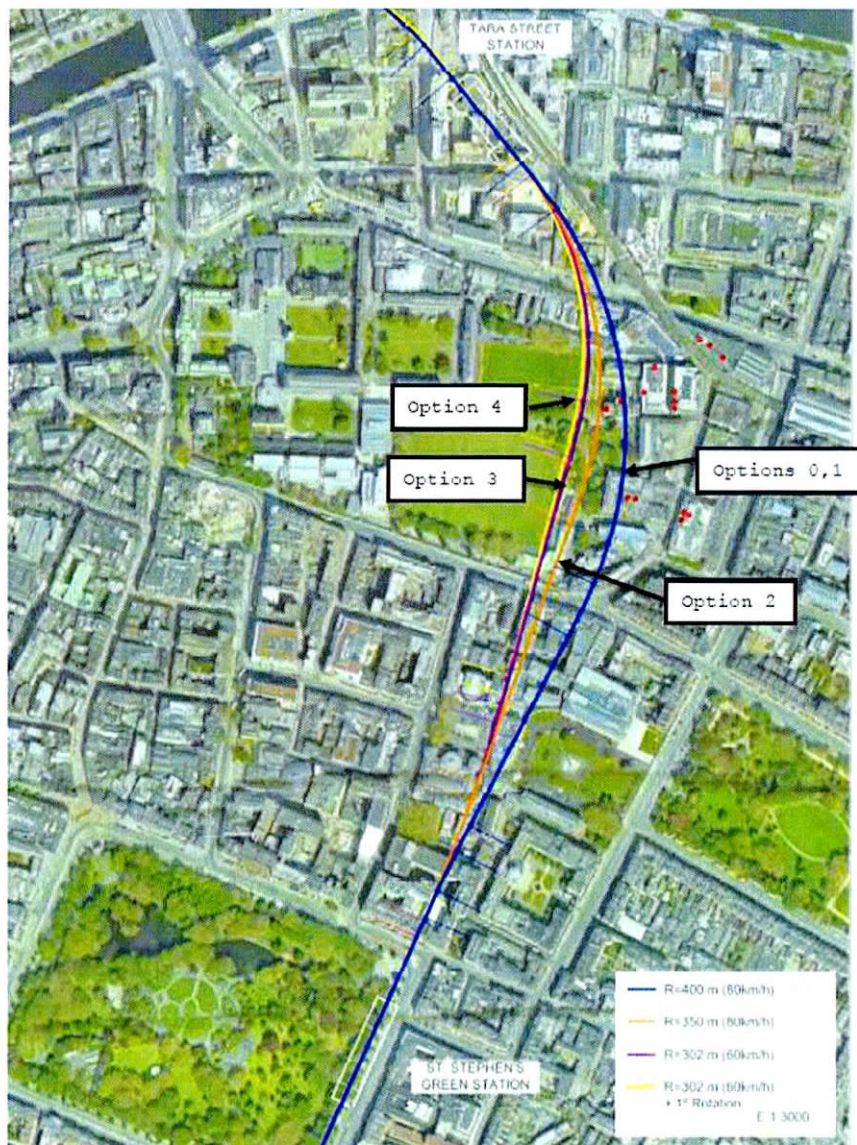 TARA STREET
STATION
Option 4
Options 0,1
Option 3
Option 2
R=400 m (80km/h)
R=350 m (80km/h)
R=302 m (60km/h)
R=302 m (60km/h)
+ 1º Rotation
E 1:3000
ST. STEPHEN'S
GREEN STATION